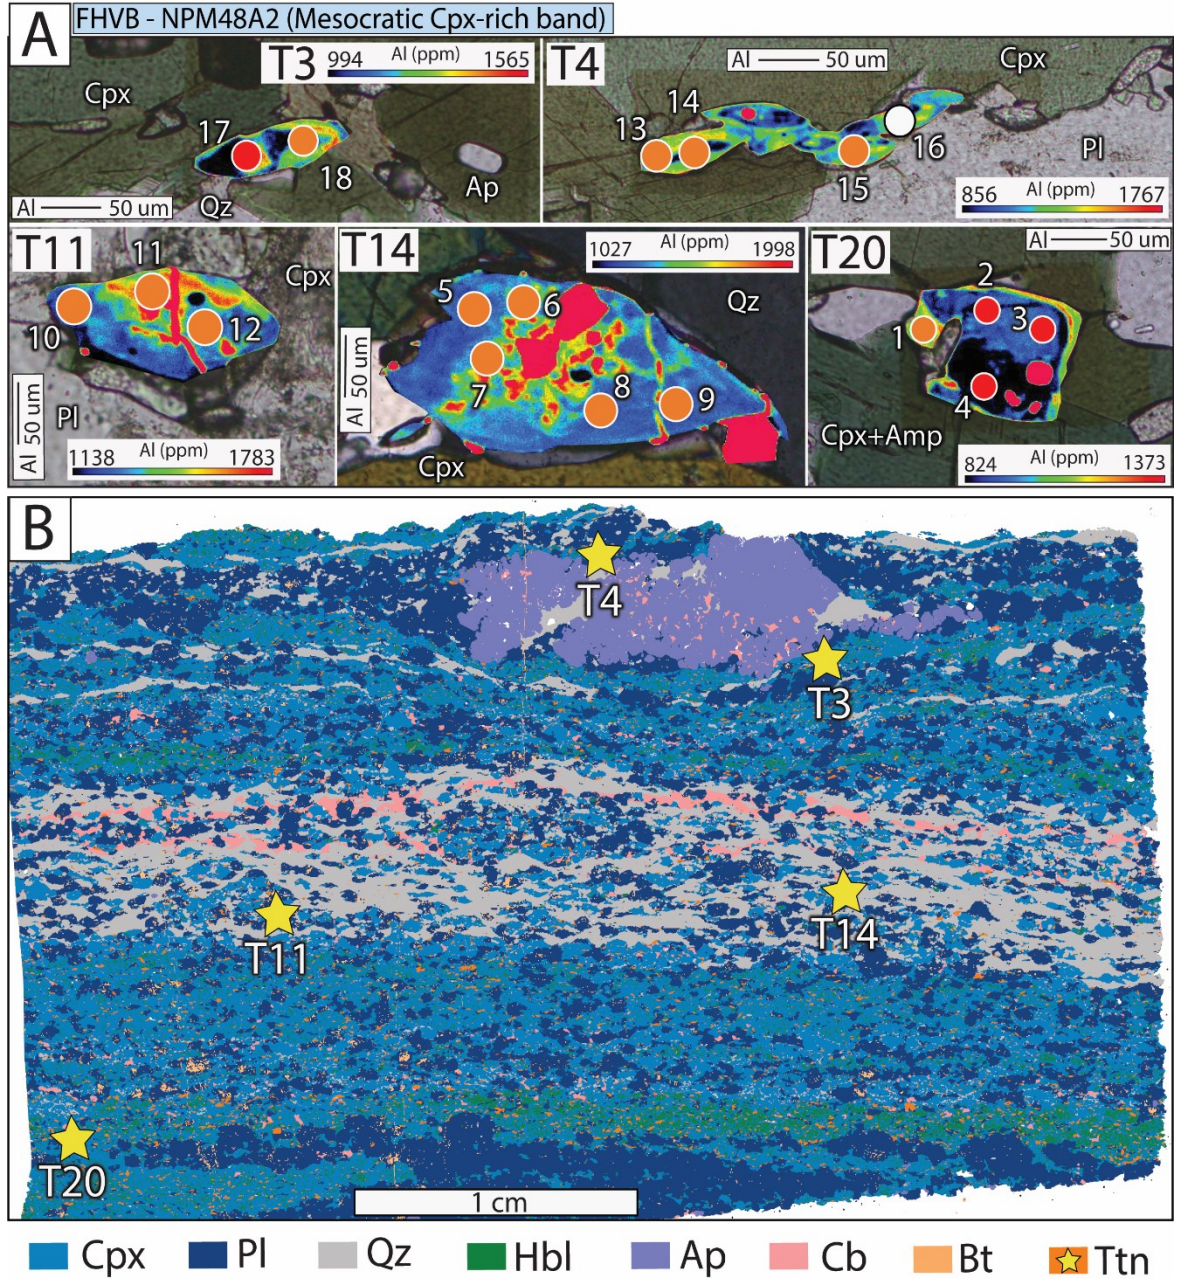 A
FHVB - NPM48A2 (Mesocratic Cpx-rich band)
T3
994 Al (ppm) 1565
Cpx
17
18
Ap
Qz
Al 50 um
T4
Al 50 um
Cpx
14
13
16
15
Pl
856 Al (ppm) 1767
T11
11
Cpx
10
12
Al 50 um
Pl
1138 Al (ppm) 1783
T14
1027 Al (ppm) 1998
Qz
5
6
7
8
9
Al 50 um
Cpx
T20
Al 50 um
2
1
3
4
Cpx+Amp
824 Al (ppm) 1373
B
T4
T3
T11
T14
T20
1 cm
Cpx Pl Qz Hbl Ap Cb Bt Ttn